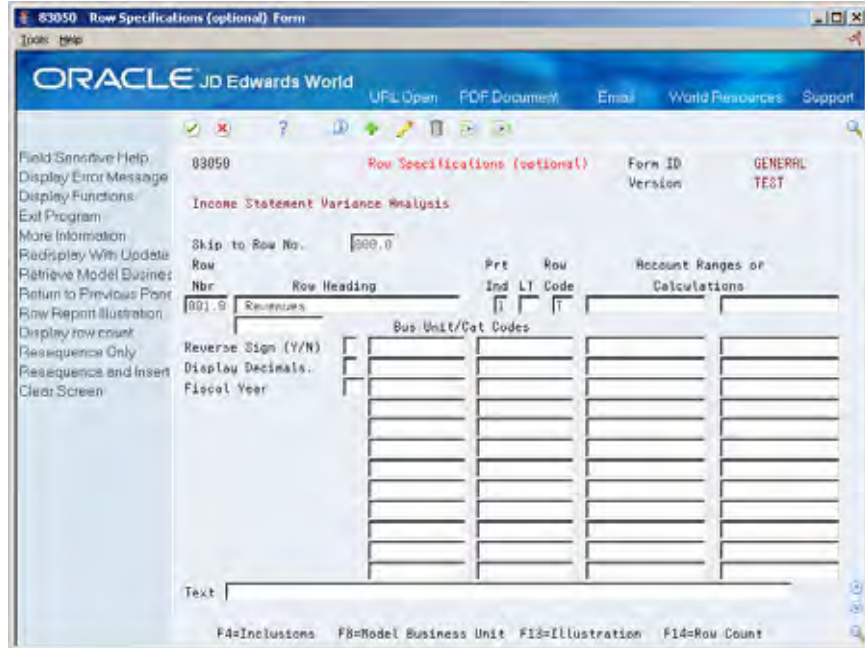 83050 Row Specifications (optional) Form
Tools Help
ORACLE JD Edwards World
URL Open PDF Document Email World Resources Support
Field Sensitive Help
Display Error Message
Display Functions
Exit Program
More Information
Redisplay With Update
Retrieve Model Busines
Return to Previous Pane
Row Report Illustration
Display row count
Resequence Only
Resequence and Insert
Clear Screen
83050 Row Specifications (optional) Form ID GENERAL
Version TEST
Income Statement Variance Analysis
Skip to Row No. 000.0
Row Prt Row Account Ranges or
Nbr Row Heading Ind LT Code Calculations
001.0 Revenues T
Bus Unit/Cat Codes
Reverse Sign (Y/N)
Display Decimals.
Fiscal Year
Text
F4=Inclusions F8=Model Business Unit F13=Illustration F14=Row Count